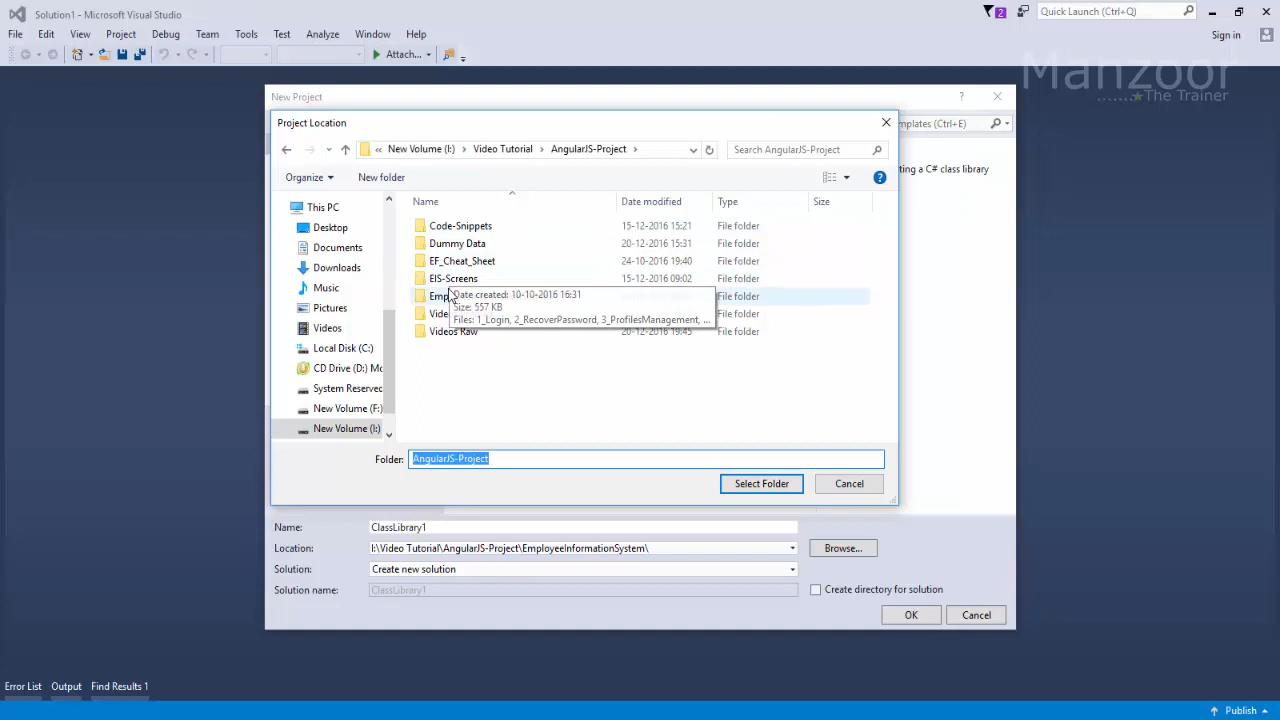 Solution1 - Microsoft Visual Studio
2
Quick Launch (Ctrl+Q)
File Edit View Project Debug Team Tools Test Analyze Window Help
Sign in
Attach...
Manzoor
.......The Trainer
New Project
?
Project Location
mplates (Ctrl+E)
« New Volume (I:) > Video Tutorial > AngularJS-Project >
Search AngularJS-Project
ting a C# class library
Organize
New folder
Name Date modified Type Size
This PC
Desktop
Documents
Downloads
Music
Pictures
Videos
Local Disk (C:)
CD Drive (D:) Mc
System Reserved
New Volume (F:)
New Volume (I:)
Code-Snippets 15-12-2016 15:21 File folder
Dummy Data 20-12-2016 15:31 File folder
EF_Cheat_Sheet 24-10-2016 19:40 File folder
EIS-Screens 15-12-2016 09:02 File folder
Emp File folder
Vide File folder
Videos Raw 20-12-2016 19:45 File folder
Date created: 10-10-2016 16:31
Size: 557 KB
Files: 1_Login, 2_RecoverPassword, 3_ProfilesManagement, ...
Folder: AngularJS-Project
Select Folder Cancel
Name: ClassLibrary1
Location: I:\Video Tutorial\AngularJS-Project\EmployeeInformationSystem\
Browse...
Solution: Create new solution
Solution name: ClassLibrary1
Create directory for solution
OK Cancel
Error List Output Find Results 1
Publish